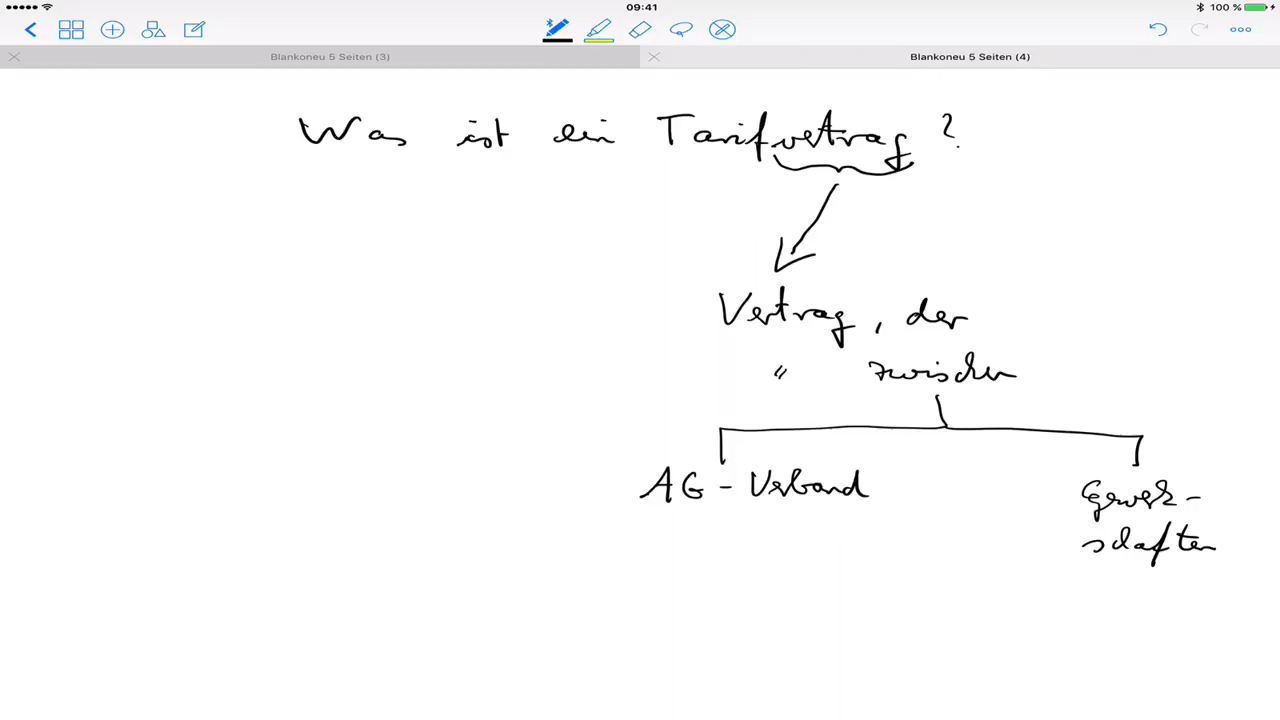 09:41
100 %
Blankoneu 5 Seiten (3)
Blankoneu 5 Seiten (4)
Was ist ein Tarifvertrag ?
Vertrag, der
" zwischen
AG - Verband
Gewerk-
schaften